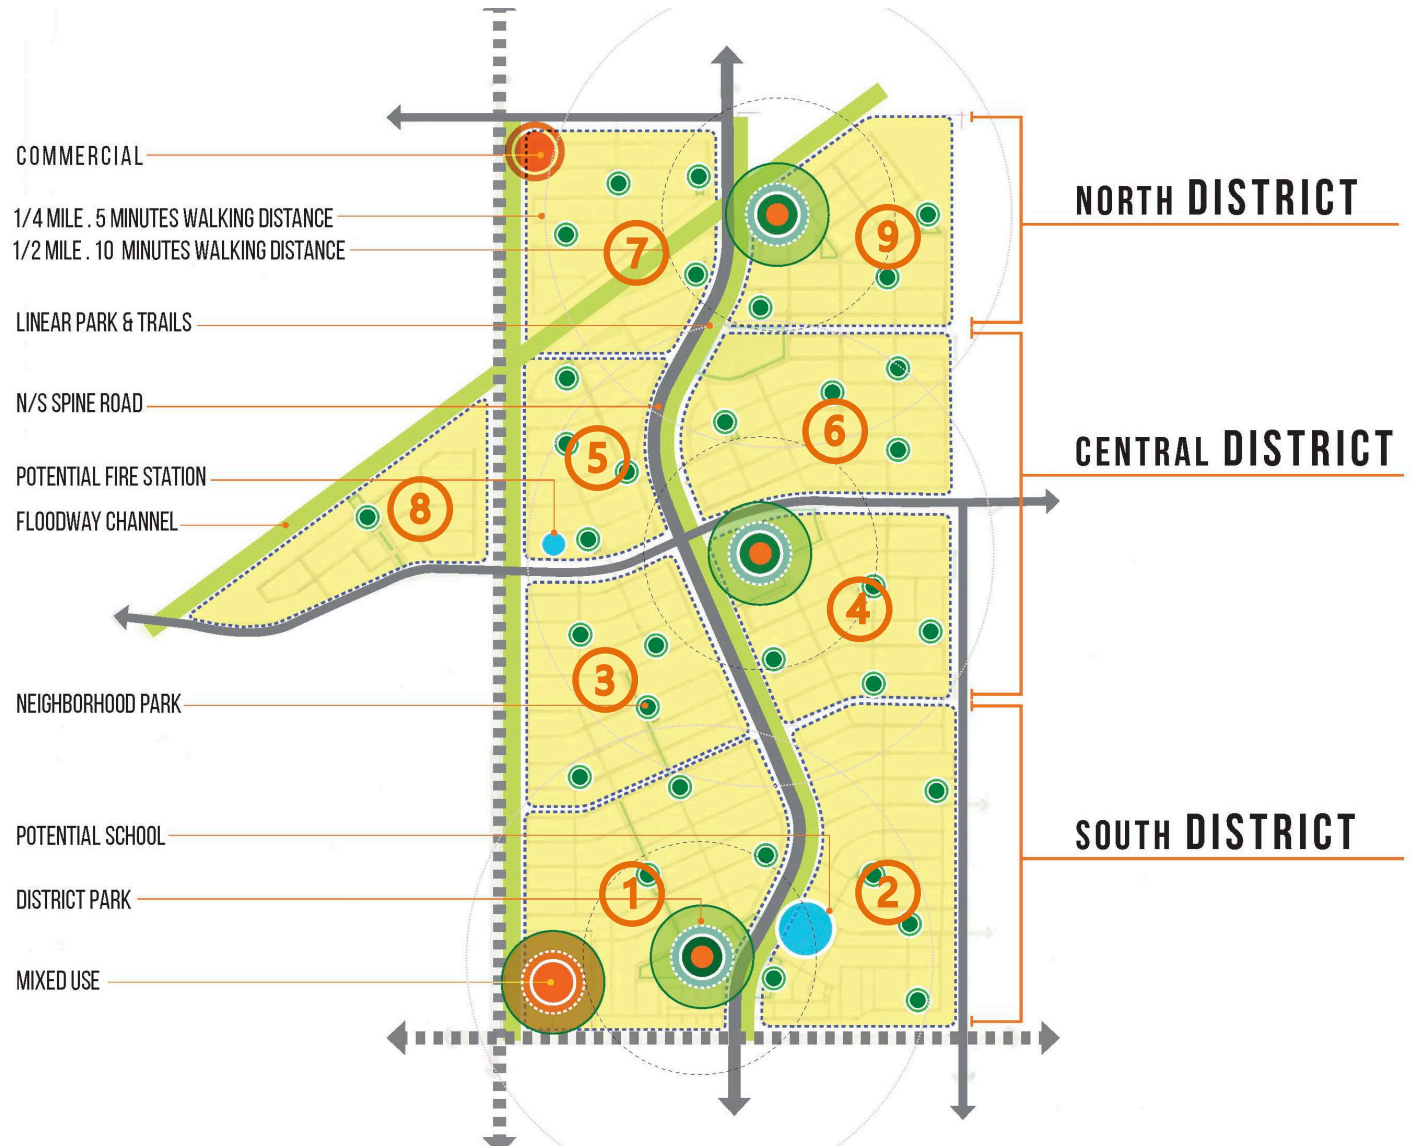 COMMERCIAL
1/4 MILE . 5 MINUTES WALKING DISTANCE
1/2 MILE . 10 MINUTES WALKING DISTANCE
LINEAR PARK & TRAILS
N/S SPINE ROAD
POTENTIAL FIRE STATION
FLOODWAY CHANNEL
NEIGHBORHOOD PARK
POTENTIAL SCHOOL
DISTRICT PARK
MIXED USE
7
9
6
5
8
4
3
1
2
NORTH DISTRICT
CENTRAL DISTRICT
SOUTH DISTRICT